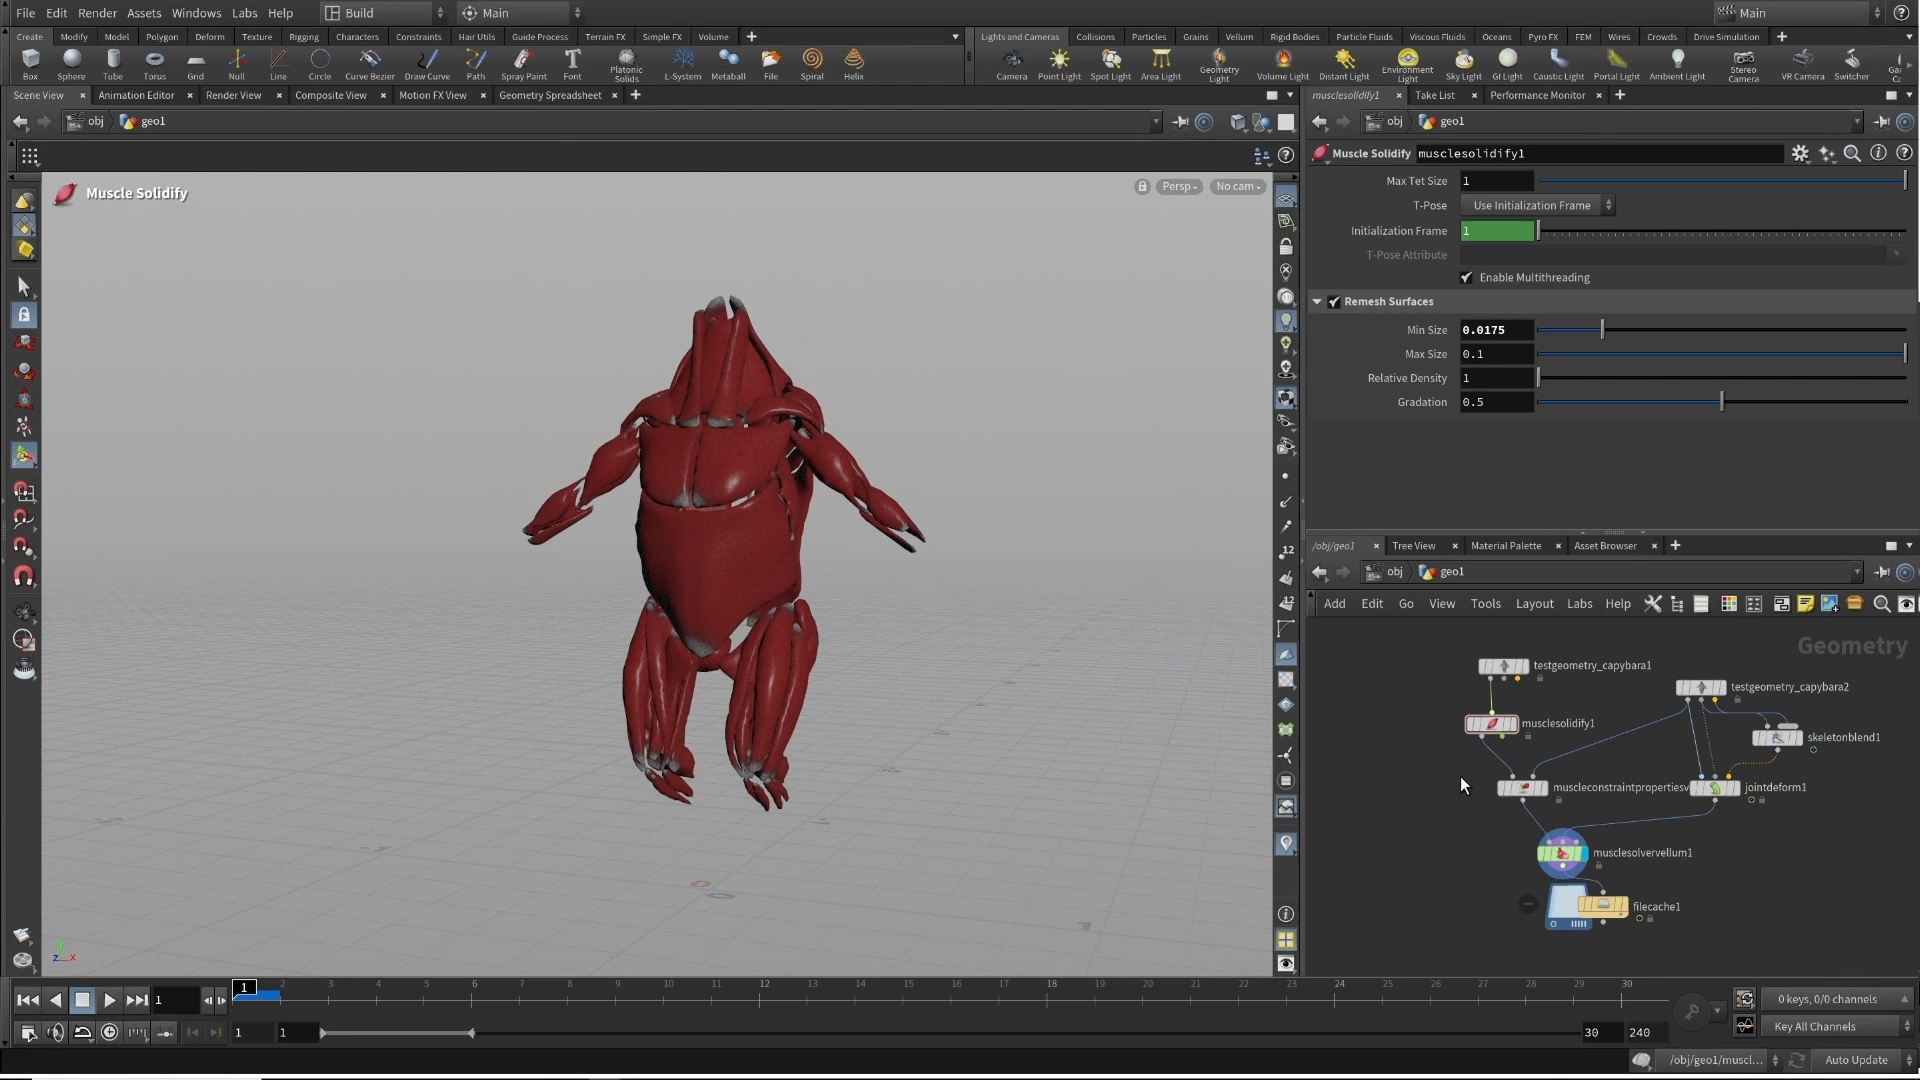 File Edit Render Assets Windows Labs Help Build Main Main
Create Modify Model Polygon Deform Texture Rigging Characters Constraints Hair Utils Guide Process Terrain FX Simple FX Volume
Lights and Cameras Collisions Particles Grains Vellum Rigid Bodies Particle Fluids Viscous Fluids Oceans Pyro FX FEM Wires Crowds Drive Simulation
Box Sphere Tube Torus Grid Null Line Circle Curve Bezier Draw Curve Path Spray Paint Font Platonic Solids L-System Metaball File Spiral Helix
Camera Point Light Spot Light Area Light Geometry Light Volume Light Distant Light Environment Light Sky Light GI Light Caustic Light Portal Light Ambient Light Stereo Camera VR Camera Switcher
Scene View Animation Editor Render View Composite View Motion FX View Geometry Spreadsheet
obj geo1
Muscle Solidify
Persp No cam
musclesolidify1 Take List Performance Monitor
obj geo1
Muscle Solidify musclesolidify1
Max Tet Size 1
T-Pose Use Initialization Frame
Initialization Frame 1
T-Pose Attribute
Enable Multithreading
Remesh Surfaces
Min Size 0.0175
Max Size 0.1
Relative Density 1
Gradation 0.5
12
12
/obj/geo1 Tree View Material Palette Asset Browser
obj geo1
Add Edit Go View Tools Layout Labs Help
Geometry
testgeometry_capybara1
testgeometry_capybara2
musclesolidify1
skeletonblend1
muscleconstraintpropertiesv
jointdeform1
musclesolvervellum1
filecache1
y
z x
1
1 2 3 4 5 6 7 8 9 10 11 12 13 14 15 16 17 18 19 20 21 22 23 24 25 26 27 28 29 30
0 keys, 0/0 channels
1 1 30 240
Key All Channels
/obj/geo1/muscl... Auto Update